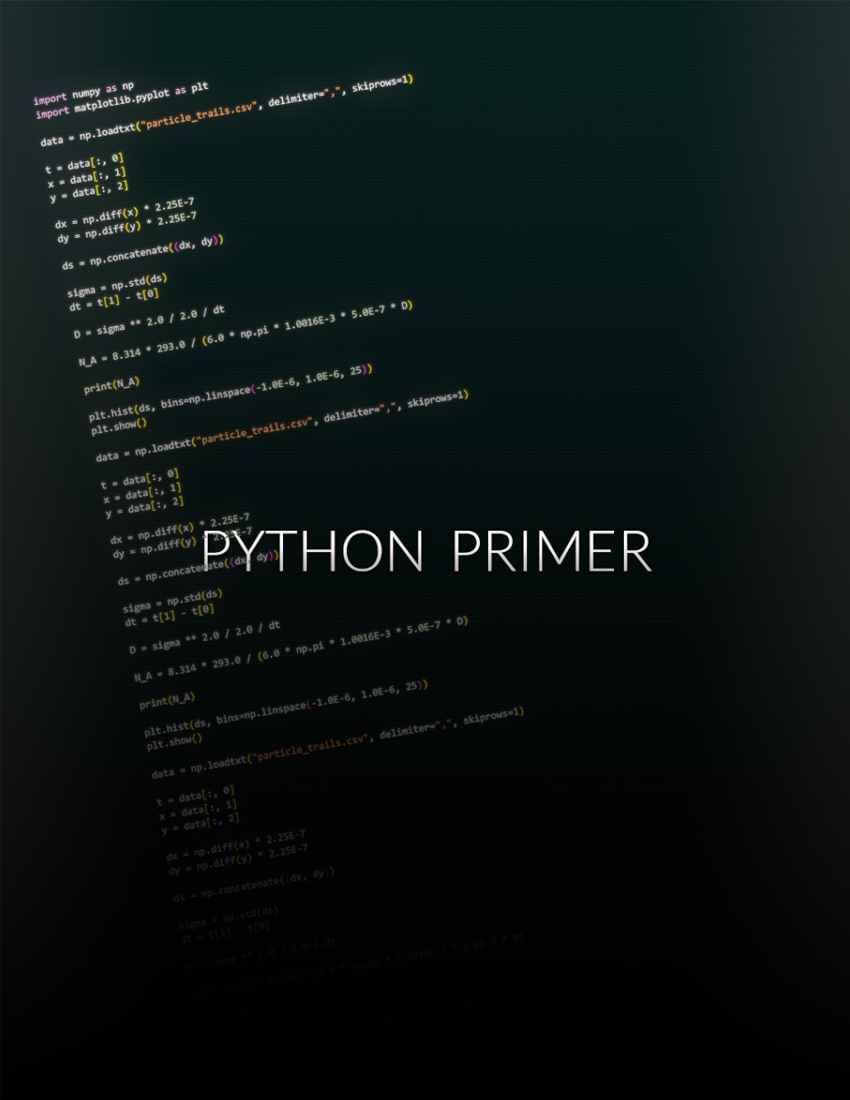 import numpy as np
import matplotlib.pyplot as plt
data = np.loadtxt("particle_trails.csv", delimiter=",", skiprows=1)
t = data[:, 0]
x = data[:, 1]
y = data[:, 2]
dx = np.diff(x) * 2.25E-7
dy = np.diff(y) * 2.25E-7
ds = np.concatenate((dx, dy))
sigma = np.std(ds)
dt = t[1] - t[0]
D = sigma ** 2.0 / 2.0 / dt
N_A = 8.314 * 293.0 / (6.0 * np.pi * 1.0016E-3 * 5.0E-7 * D)
print(N_A)
plt.hist(ds, bins=np.linspace(-1.0E-6, 1.0E-6, 25))
plt.show()
data = np.loadtxt("particle_trails.csv", delimiter=",", skiprows=1)
t = data[:, 0]
x = data[:, 1]
y = data[:, 2]
dx = np.diff(x) * 2.25E-7
dy = np.diff(y) * 2.25E-7
PYTHON PRIMER
ds = np.concatenate((dx, dy))
sigma = np.std(ds)
dt = t[1] - t[0]
D = sigma ** 2.0 / 2.0 / dt
N_A = 8.314 * 293.0 / (6.0 * np.pi * 1.0016E-3 * 5.0E-7 * D)
print(N_A)
plt.hist(ds, bins=np.linspace(-1.0E-6, 1.0E-6, 25))
plt.show()
data = np.loadtxt("particle_trails.csv", delimiter=",", skiprows=1)
t = data[:, 0]
x = data[:, 1]
y = data[:, 2]
dx = np.diff(x) * 2.25E-7
dy = np.diff(y) * 2.25E-7
ds = np.concatenate((dx, dy))
sigma = np.std(ds)
dt = t[1] - t[0]
D = sigma ** 2.0 / 2.0 / dt